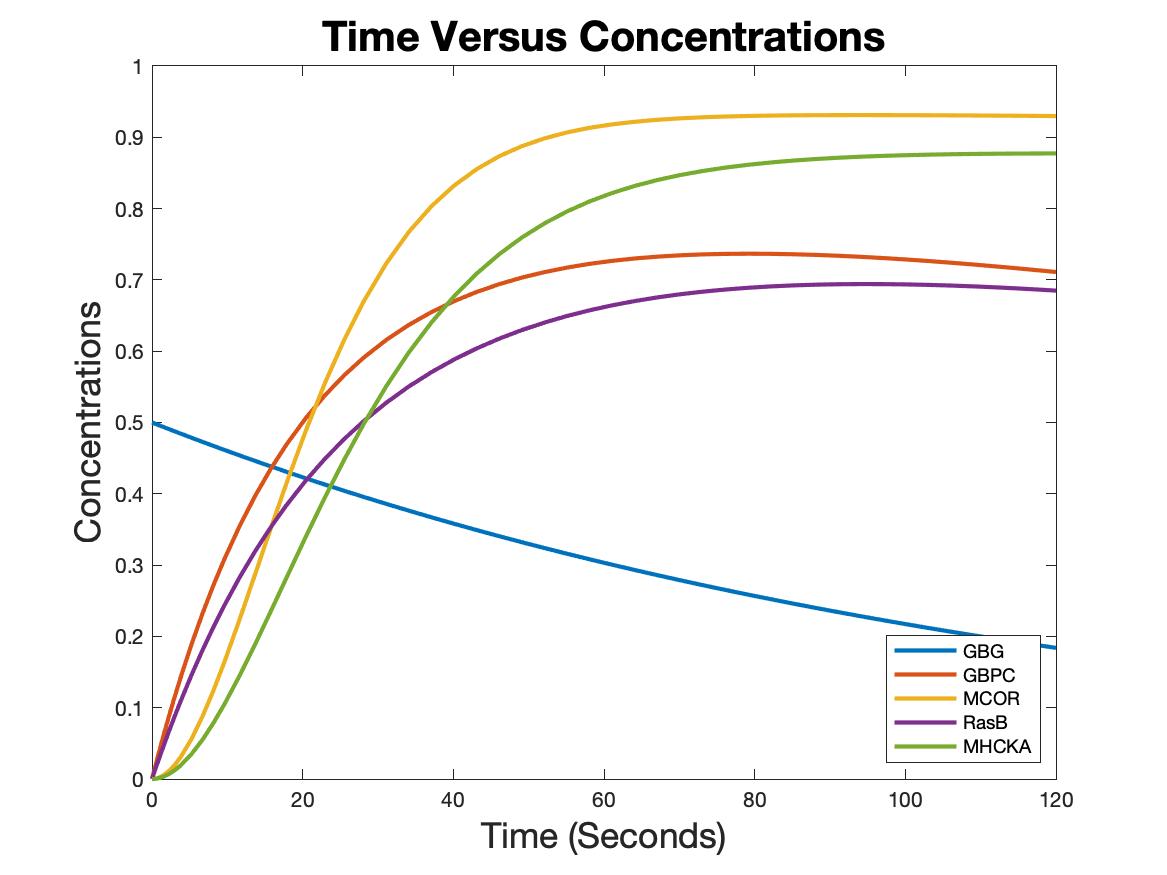 Time Versus Concentrations
1
0.9
0.8
0.7
0.6
0.5
0.4
0.3
0.2
0.1
0
Concentrations
0 20 40 60 80 100 120
Time (Seconds)
GBG
GBPC
MCOR
RasB
MHCKA